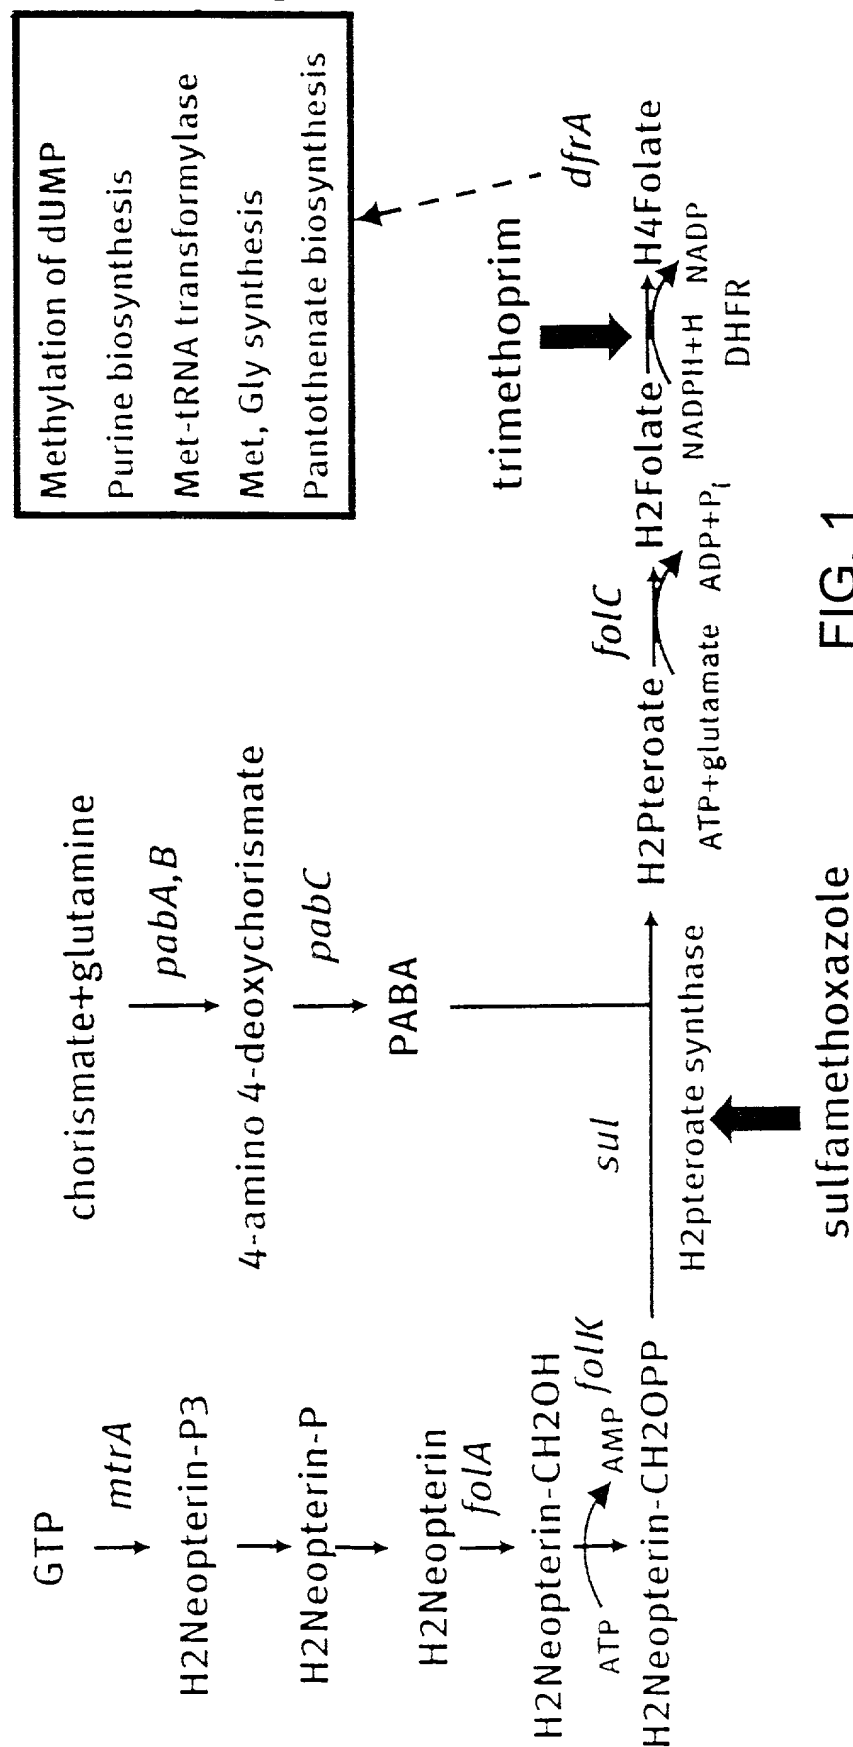 GTP
mtrA
H2Neopterin-P3
H2Neopterin-P
H2Neopterin
folA
H2Neopterin-CH2OH
ATP
AMP
folK
H2Neopterin-CH2OPP
chorismate+glutamine
pabA,B
4-amino 4-deoxychorismate
pabC
PABA
sul
H2pteroate synthase
sulfamethoxazole
H2Pteroate
folC
ATP+glutamate
ADP+Pi
H2Folate
trimethoprim
NADPH+H
NADP
DHFR
H4Folate
dfrA
Methylation of dUMP
Purine biosynthesis
Met-tRNA transformylase
Met, Gly synthesis
Pantothenate biosynthesis
FIG. 1